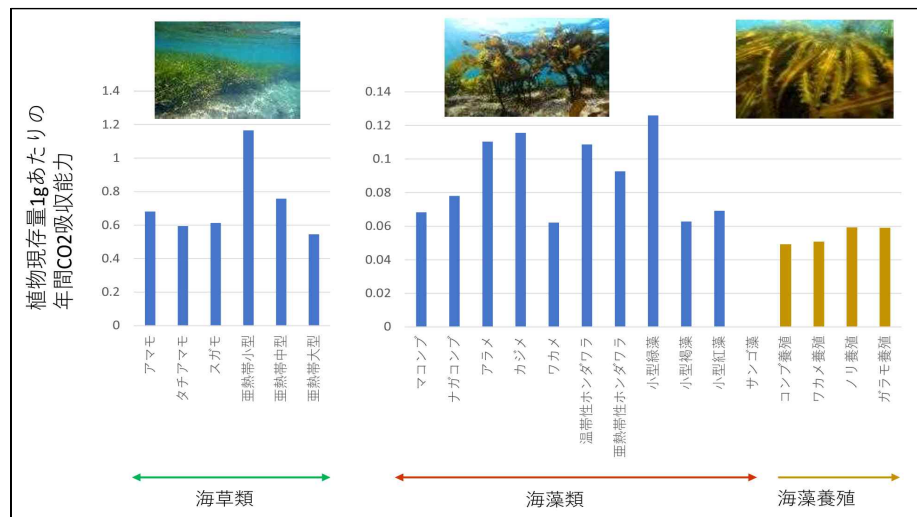 植物現存量1gあたりの
年間CO2吸収能力
1.4
1.2
1
0.8
0.6
0.4
0.2
0
アマモ
タチアマモ
スガモ
亜熱帯小型
亜熱帯中型
亜熱帯大型
海草類
0.14
0.12
0.1
0.08
0.06
0.04
0.02
0
マコンブ
ナガコンブ
アラメ
カジメ
ワカメ
温帯性ホンダワラ
亜熱帯性ホンダワラ
小型緑藻
小型褐藻
小型紅藻
サンゴ藻
コンブ養殖
ワカメ養殖
ノリ養殖
ガラモ養殖
海藻類
海藻養殖